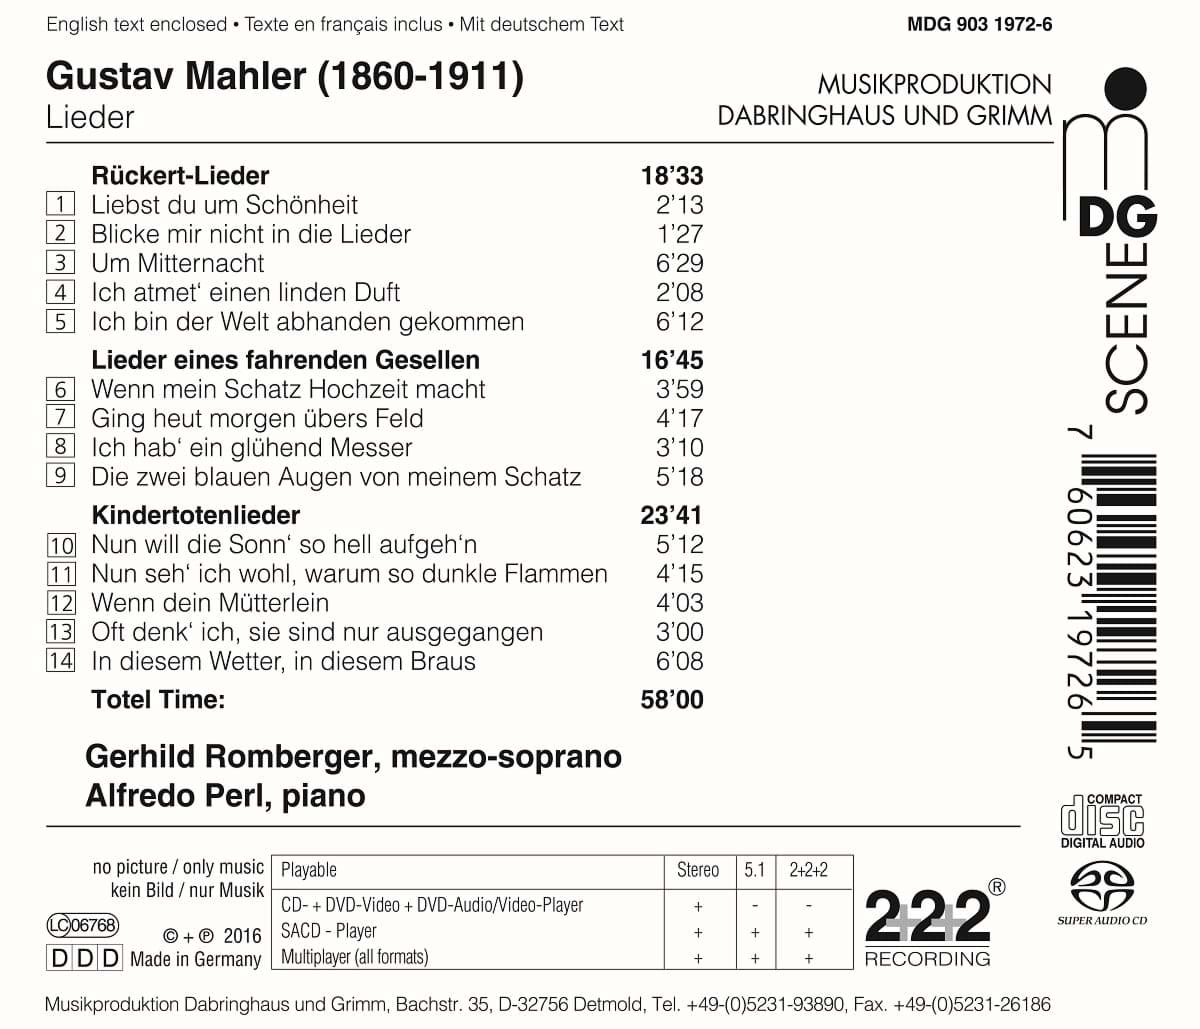 English text enclosed • Texte en français inclus • Mit deutschem Text
MDG 903 1972-6
Gustav Mahler (1860-1911)
Lieder
MUSIKPRODUKTION
DABRINGHAUS UND GRIMM
mDG
SCENE
Rückert-Lieder 18’33
1 Liebst du um Schönheit 2’13
2 Blicke mir nicht in die Lieder 1’27
3 Um Mitternacht 6’29
4 Ich atmet‘ einen linden Duft 2’08
5 Ich bin der Welt abhanden gekommen 6’12
Lieder eines fahrenden Gesellen 16’45
6 Wenn mein Schatz Hochzeit macht 3’59
7 Ging heut morgen übers Feld 4’17
8 Ich hab‘ ein glühend Messer 3’10
9 Die zwei blauen Augen von meinem Schatz 5’18
Kindertotenlieder 23’41
10 Nun will die Sonn‘ so hell aufgeh‘n 5’12
11 Nun seh‘ ich wohl, warum so dunkle Flammen 4’15
12 Wenn dein Mütterlein 4’03
13 Oft denk‘ ich, sie sind nur ausgegangen 3’00
14 In diesem Wetter, in diesem Braus 6’08
Totel Time: 58’00
Gerhild Romberger, mezzo-soprano
Alfredo Perl, piano
7 60623 19726 5
COMPACT
disc
DIGITAL AUDIO
SUPER AUDIO CD
no picture / only music
kein Bild / nur Musik
LC 06768
© + ℗ 2016
DDD Made in Germany
Playable Stereo 5.1 2+2+2
CD- + DVD-Video + DVD-Audio/Video-Player + - -
SACD - Player + + +
Multiplayer (all formats) + + +
2+2+2®
RECORDING
Musikproduktion Dabringhaus und Grimm, Bachstr. 35, D-32756 Detmold, Tel. +49-(0)5231-93890, Fax. +49-(0)5231-26186